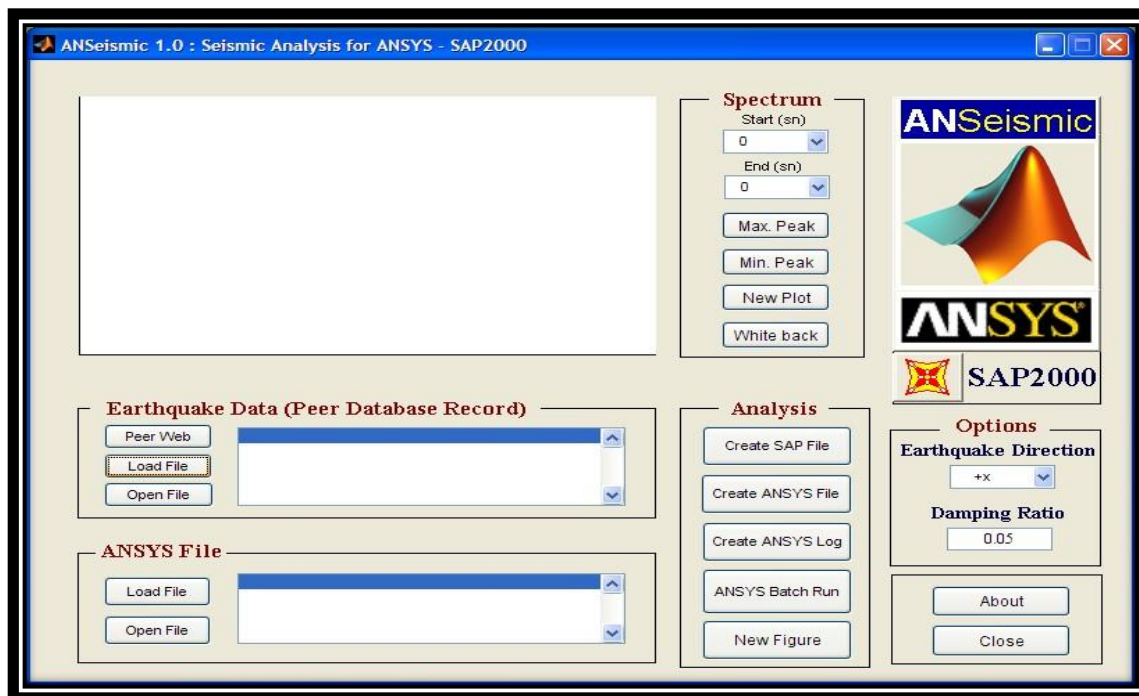 ANSeismic 1.0 : Seismic Analysis for ANSYS - SAP2000
Spectrum
Start (sn)
0
End (sn)
0
Max. Peak
Min. Peak
New Plot
White back
ANSeismic
ANSYS®
SAP2000
Earthquake Data (Peer Database Record)
Peer Web
Load File
Open File
ANSYS File
Load File
Open File
Analysis
Create SAP File
Create ANSYS File
Create ANSYS Log
ANSYS Batch Run
New Figure
Options
Earthquake Direction
+x
Damping Ratio
0.05
About
Close